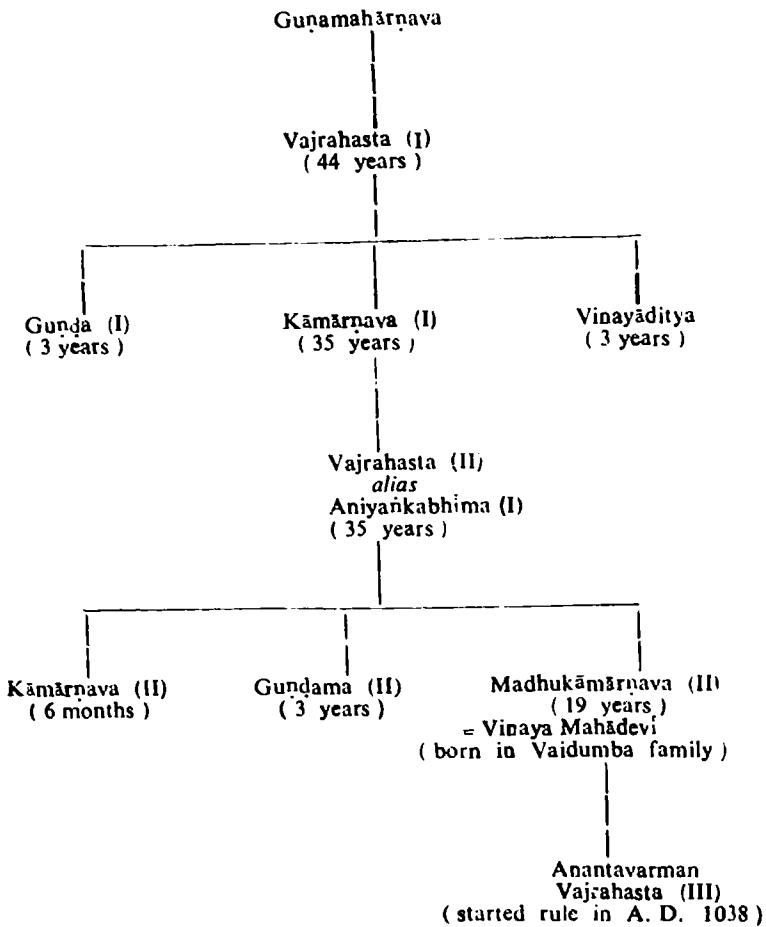 Guṇamahārṇava
Vajrahasta (I)
( 44 years )
Guṇḍa (I)
( 3 years )
Kāmārṇava (I)
( 35 years )
Vinayāditya
( 3 years )
Vajrahasta (II)
alias
Aniyaṅkabhīma (I)
( 35 years )
Kāmārṇava (II)
( 6 months )
Guṇḍama (II)
( 3 years )
Madhukāmārṇava (II)
( 19 years )
= Vinaya Mahādevī
( born in Vaidumba family )
Anantavarman
Vajrahasta (III)
( started rule in A. D. 1038 )